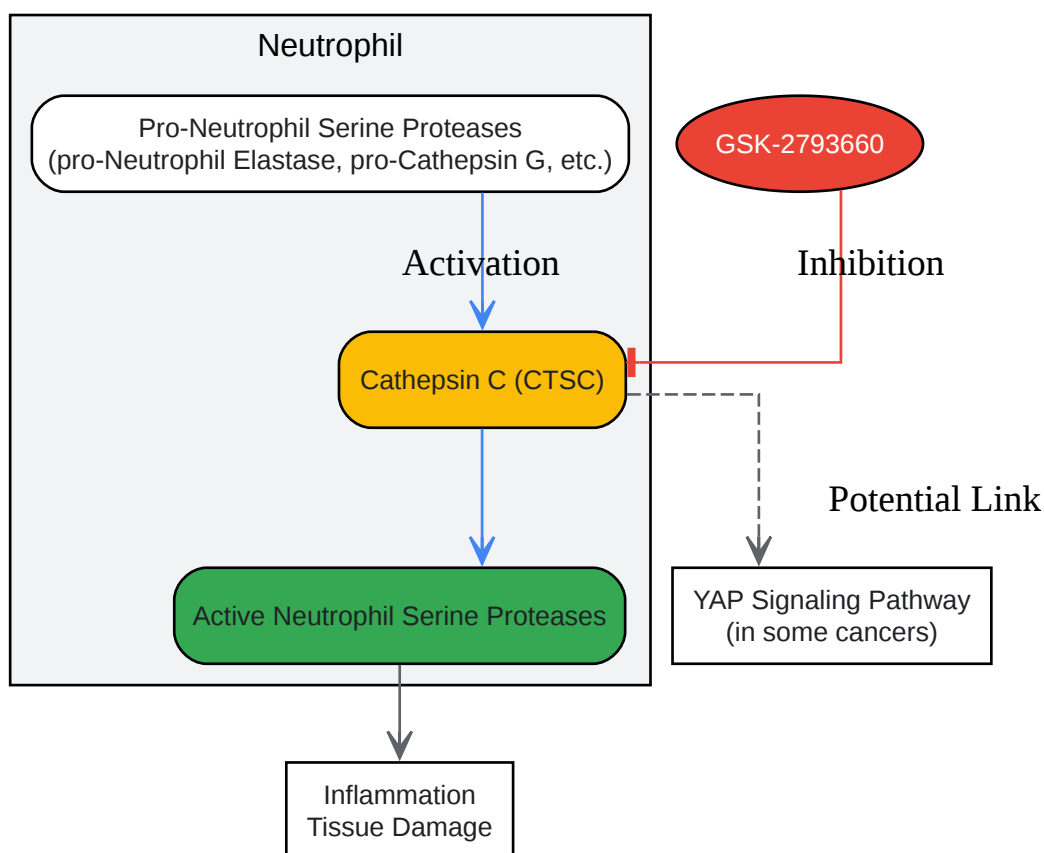 Neutrophil
Pro-Neutrophil Serine Proteases
(pro-Neutrophil Elastase, pro-Cathepsin G, etc.)
GSK-2793660
Activation
Inhibition
Cathepsin C (CTSC)
Potential Link
Active Neutrophil Serine Proteases
YAP Signaling Pathway
(in some cancers)
Inflammation
Tissue Damage